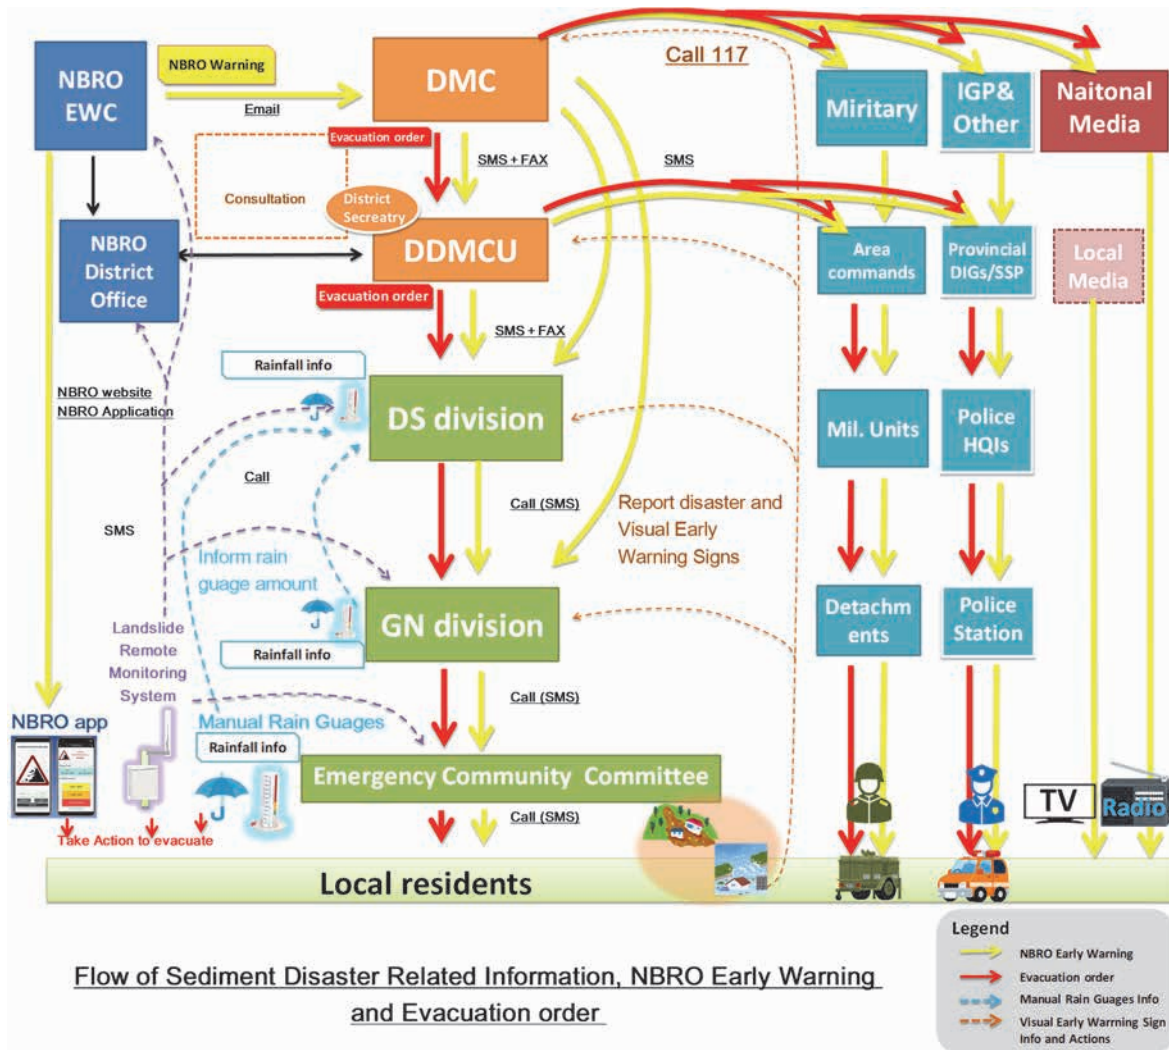 NBRO
EWC
NBRO Warning
Email
DMC
Call 117
Miritary
IGP&
Other
Naitonal
Media
Evacuation order
SMS + FAX
SMS
Consultation
District
Secreatry
NBRO
District
Office
DDMCU
Area
commands
Provincial
DIGs/SSP
Local
Media
Evacuation order
SMS + FAX
Rainfall info
NBRO website
NBRO Application
DS division
Mil. Units
Police
HQIs
Call
SMS
Call (SMS)
Report disaster and
Visual Early
Warning Signs
Inform rain
guage amount
GN division
Detachm
ents
Police
Station
Rainfall info
Landslide
Remote
Monitoring
System
Call (SMS)
NBRO app
Manual Rain Guages
Rainfall info
Emergency Community Committee
TV
Radio
Call (SMS)
Take Action to evacuate
Local residents
Legend
NBRO Early Warning
Evacuation order
Manual Rain Guages Info
Visual Early Warrning Sign
Info and Actions
Flow of Sediment Disaster Related Information, NBRO Early Warning
and Evacuation order